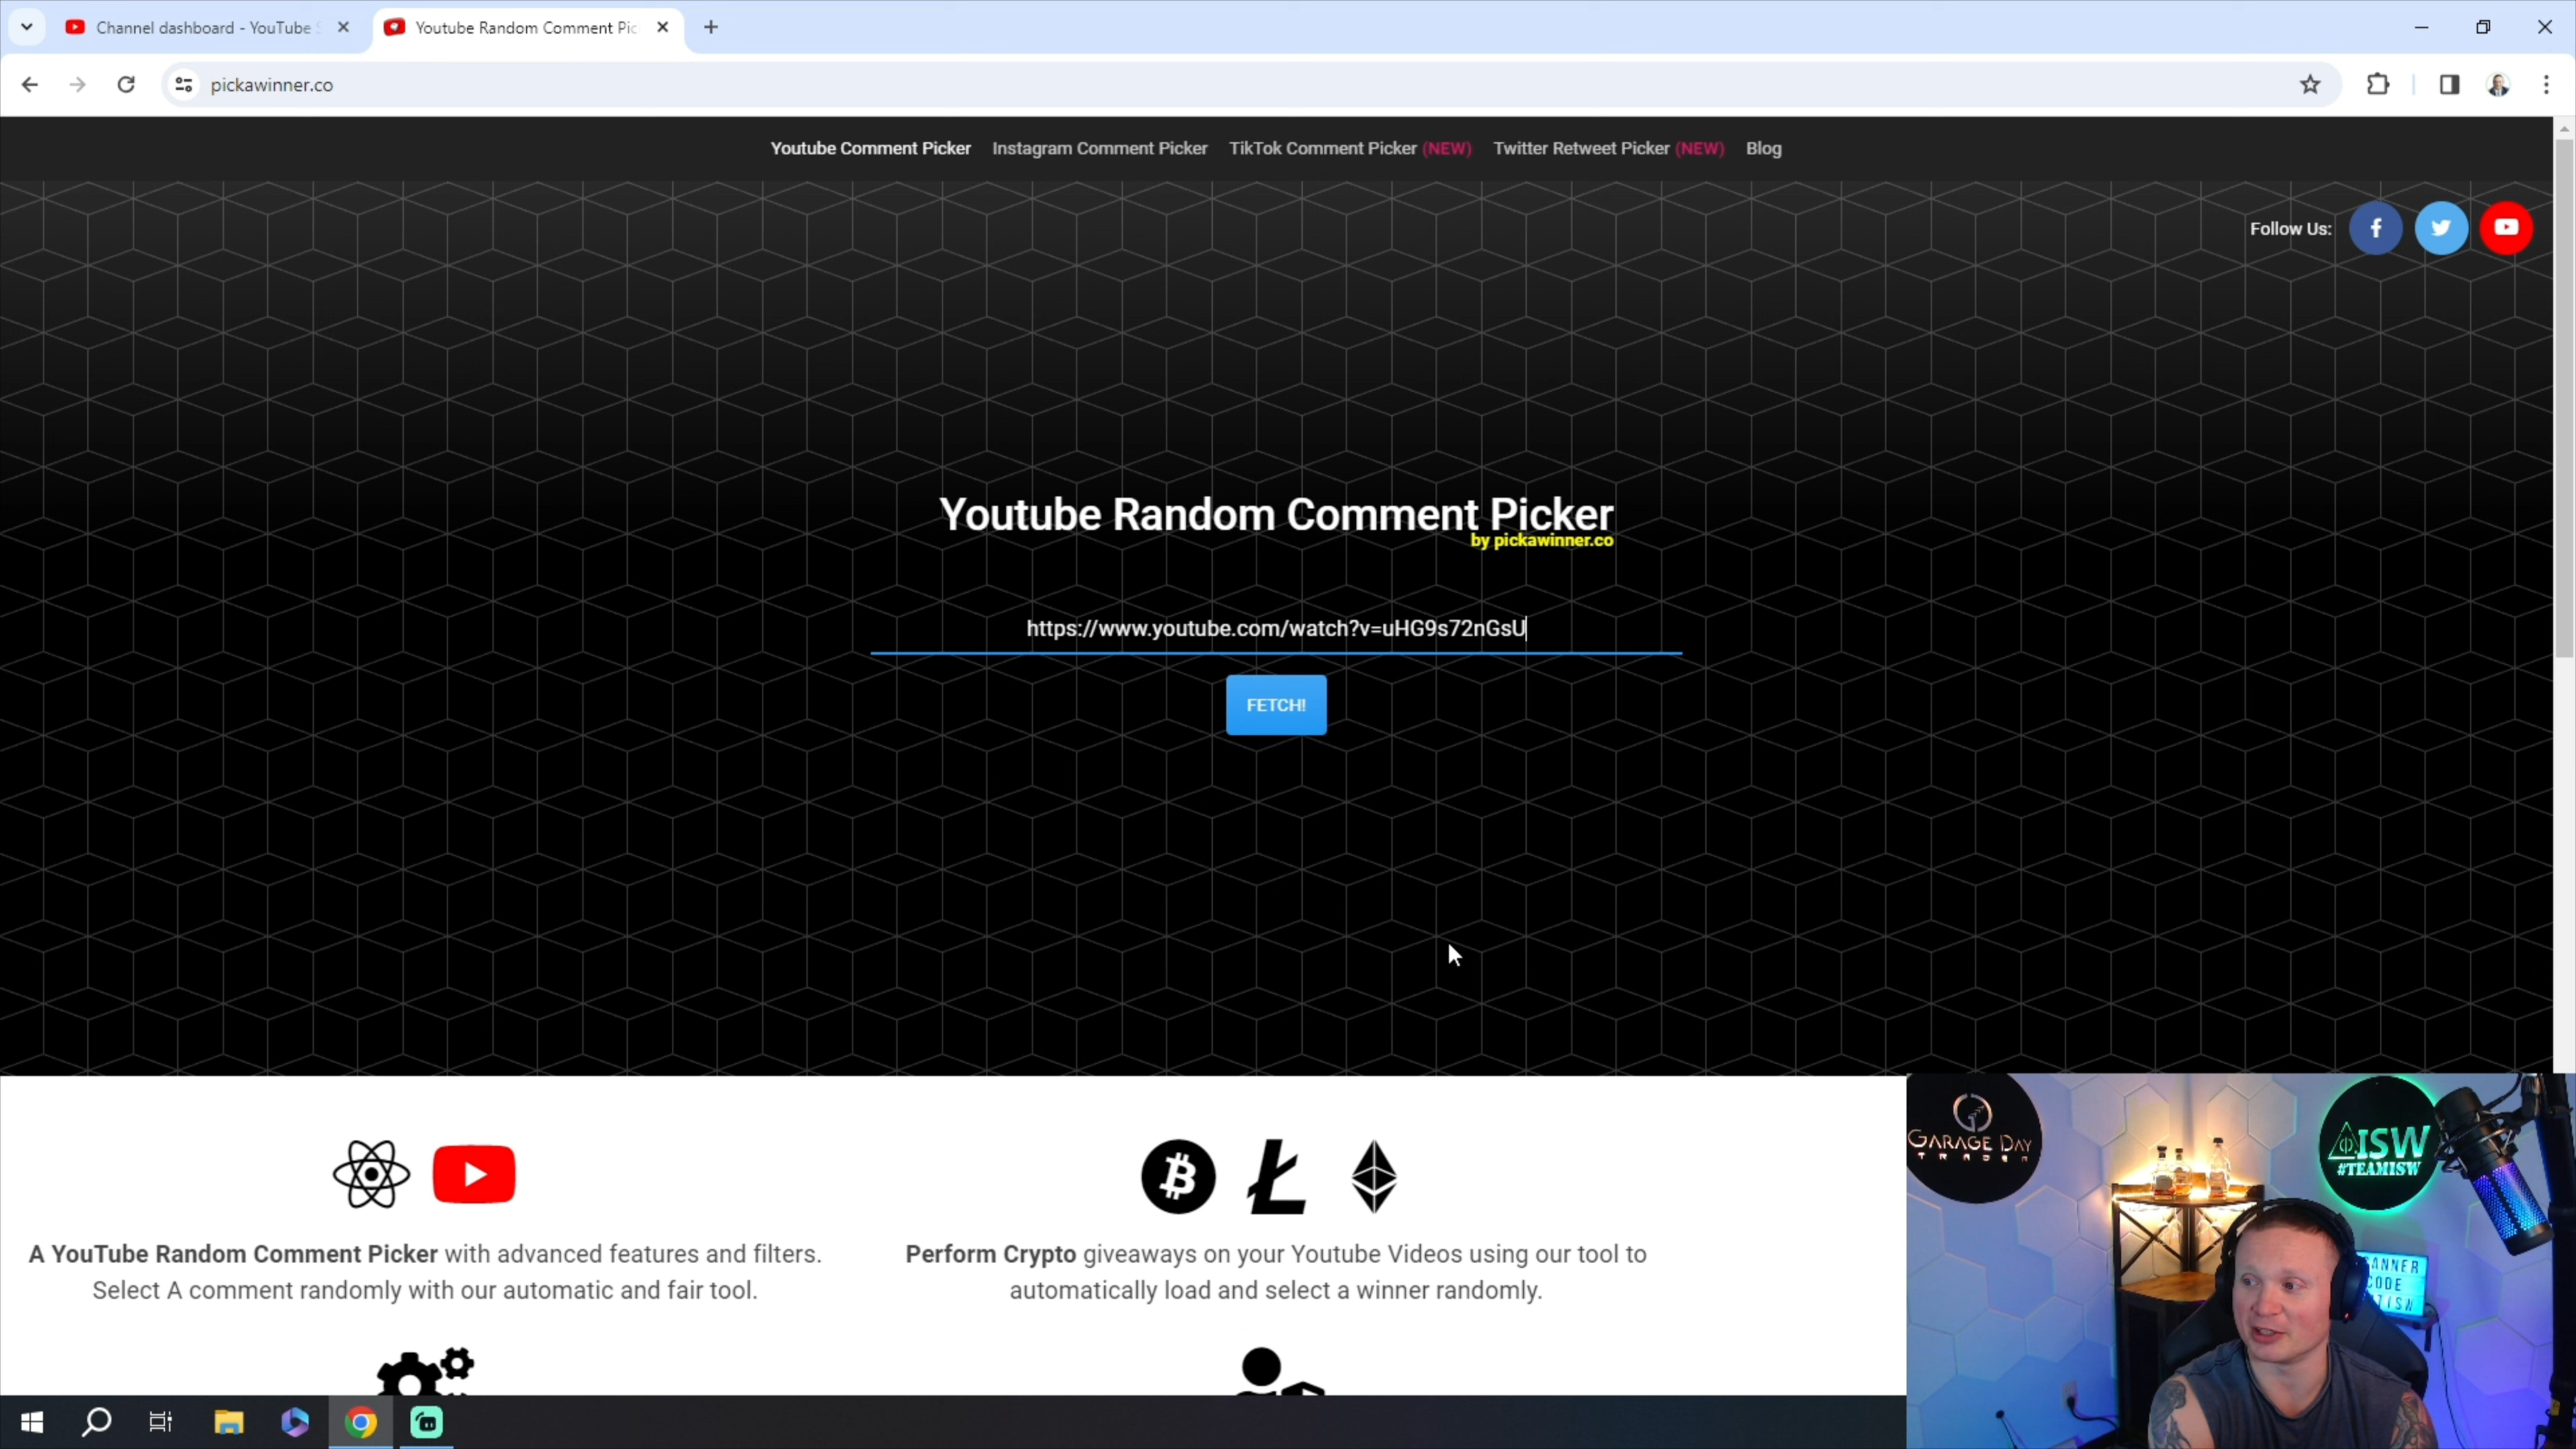 Channel dashboard - YouTube
Youtube Random Comment Pic
pickawinner.co
Youtube Comment Picker Instagram Comment Picker TikTok Comment Picker (NEW) Twitter Retweet Picker (NEW) Blog
Follow Us:
Youtube Random Comment Picker
by pickawinner.co
https://www.youtube.com/watch?v=uHG9s72nGsU
FETCH!
A YouTube Random Comment Picker with advanced features and filters.
Select A comment randomly with our automatic and fair tool.
Perform Crypto giveaways on your Youtube Videos using our tool to
automatically load and select a winner randomly.
GARAGE DAY
TRADER
ISW
#TEAMISW
CODE